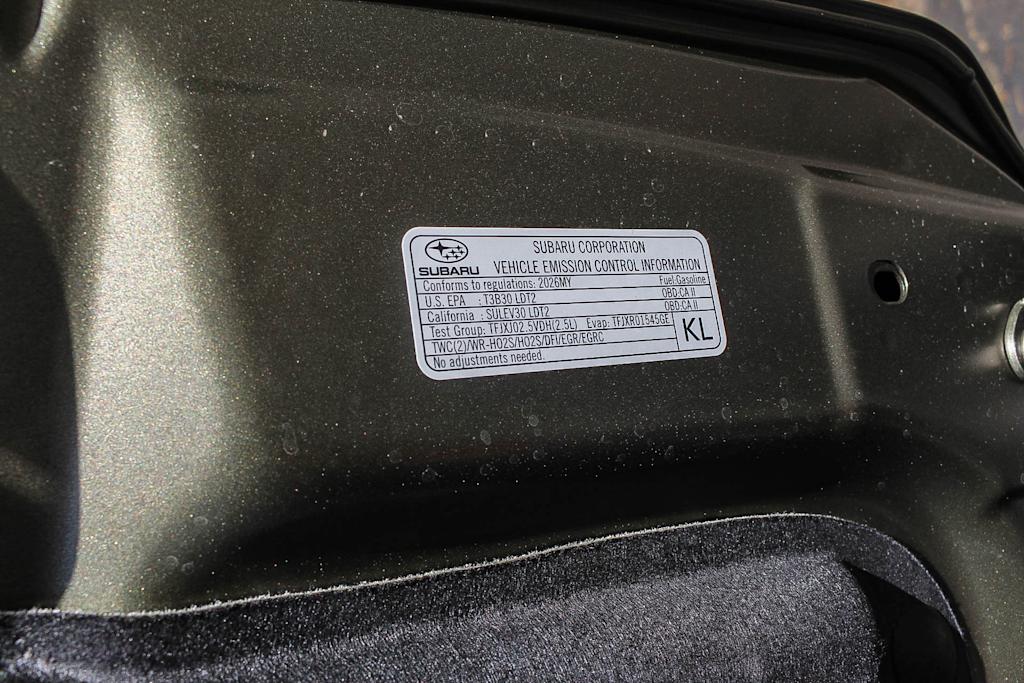 SUBARU CORPORATION
SUBARU VEHICLE EMISSION CONTROL INFORMATION
Conforms to regulations: 2026MY Fuel:Gasoline
U.S. EPA : T3B30 LDT2 OBD:CA II
California : SULEV30 LDT2 OBD:CA II
Test Group: TFJXJ02.5VDH(2.5L) Evap: TFJXR01545GE
TWC(2)/WR-HO2S/HO2S/DFI/EGR/EGRC KL
No adjustments needed.